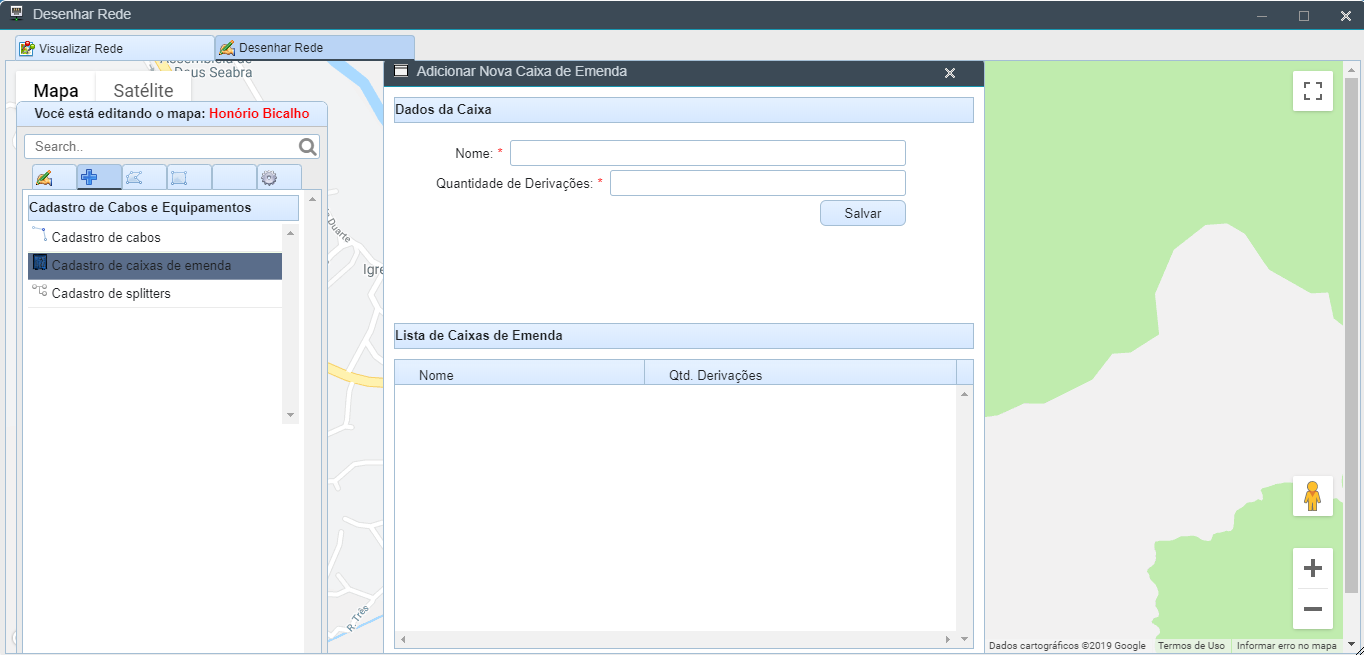 Desenhar Rede
Visualizar Rede
Desenhar Rede
Deus Seabra
Mapa
Satélite
Você está editando o mapa: Honório Bicalho
Search..
Cadastro de Cabos e Equipamentos
Cadastro de cabos
Cadastro de caixas de emenda
Cadastro de splitters
Duarte
Igre
R. Três
Adicionar Nova Caixa de Emenda
Dados da Caixa
Nome: *
Quantidade de Derivações: *
Salvar
Lista de Caixas de Emenda
Nome
Qtd. Derivações
Dados cartográficos ©2019 Google
Termos de Uso
Informar erro no mapa